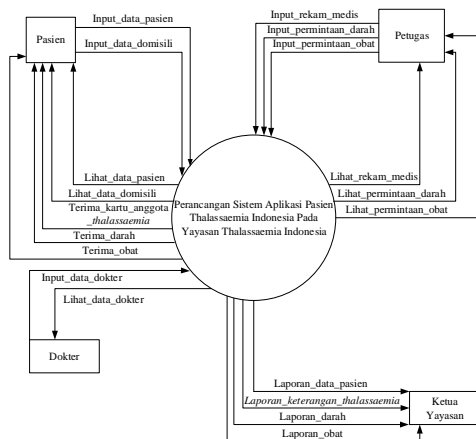 Input_data_pasien
Pasien
Input_data_domisili
Input_rekam_medis
Input_permintaan_darah
Input_permintaan_obat
Petugas
Lihat_data_pasien
Lihat_data_domisili
Terima_kartu_anggota
_thalassaemia
Terima_darah
Terima_obat
Perancangan Sistem Aplikasi Pasien
Thalassaemia Indonesia Pada
Yayasan Thalassaemia Indonesia
Lihat_rekam_medis
Lihat_permintaan_darah
Lihat_permintaan_obat
Input_data_dokter
Lihat_data_dokter
Dokter
Laporan_data_pasien
Laporan_keterangan_thalassaemia
Laporan_darah
Laporan_obat
Ketua
Yayasan